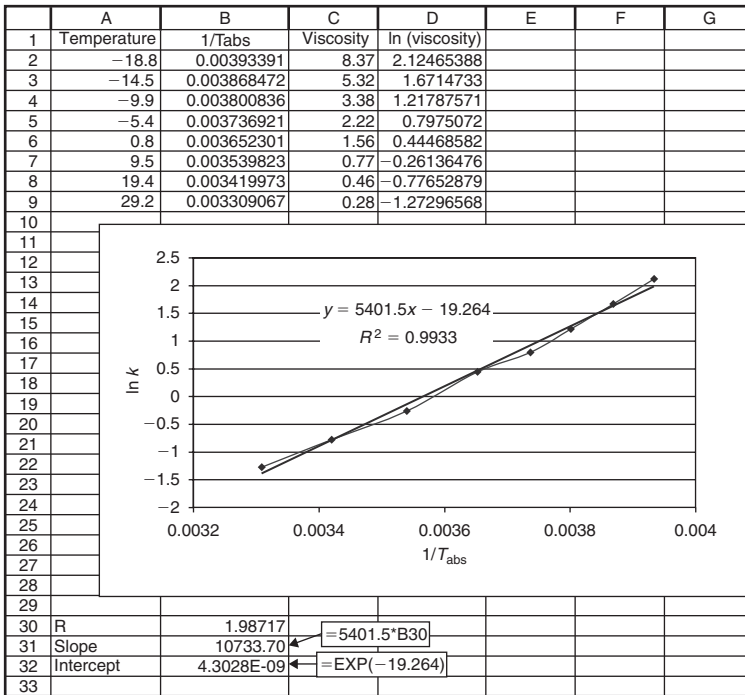 A B C D E F G
1 Temperature 1/Tabs Viscosity ln (viscosity)
2 −18.8 0.00393391 8.37 2.12465388
3 −14.5 0.003868472 5.32 1.6714733
4 −9.9 0.003800836 3.38 1.21787571
5 −5.4 0.003736921 2.22 0.7975072
6 0.8 0.003652301 1.56 0.44468582
7 9.5 0.003539823 0.77 −0.26136476
8 19.4 0.003419973 0.46 −0.77652879
9 29.2 0.003309067 0.28 −1.27296568
10
11
12
13
14
15
16
17
18
19
20
21
22
23
24
25
26
27
28
29
2.5
2
1.5
1
0.5
0
−0.5
−1
−1.5
−2
ln k
y = 5401.5x − 19.264
R² = 0.9933
0.0032 0.0034 0.0036 0.0038 0.004
1/Tabs
30 R 1.98717
=5401.5*B30
31 Slope 10733.70
32 Intercept 4.3028E-09 =EXP(−19.264)
33